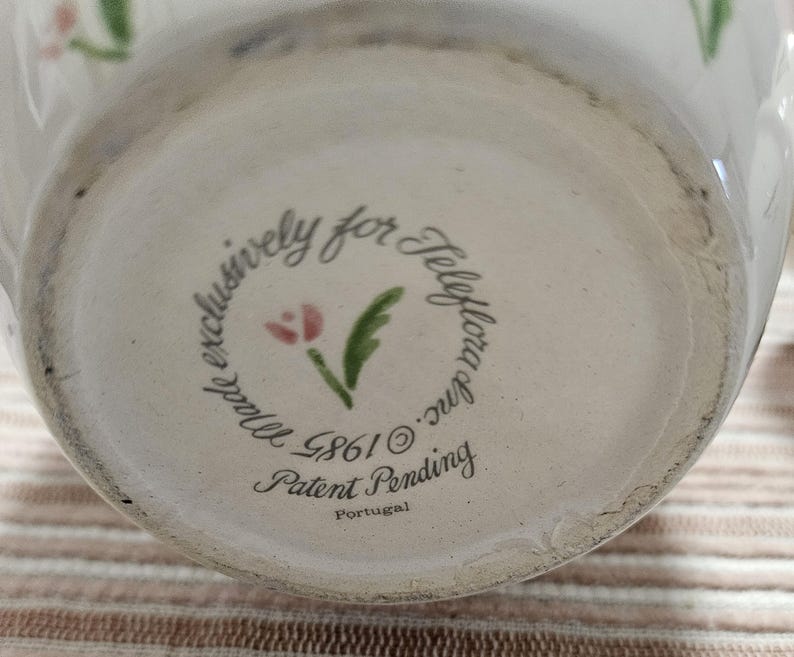 Made exclusively for Teleflora Inc. © 1985
Patent Pending
Portugal